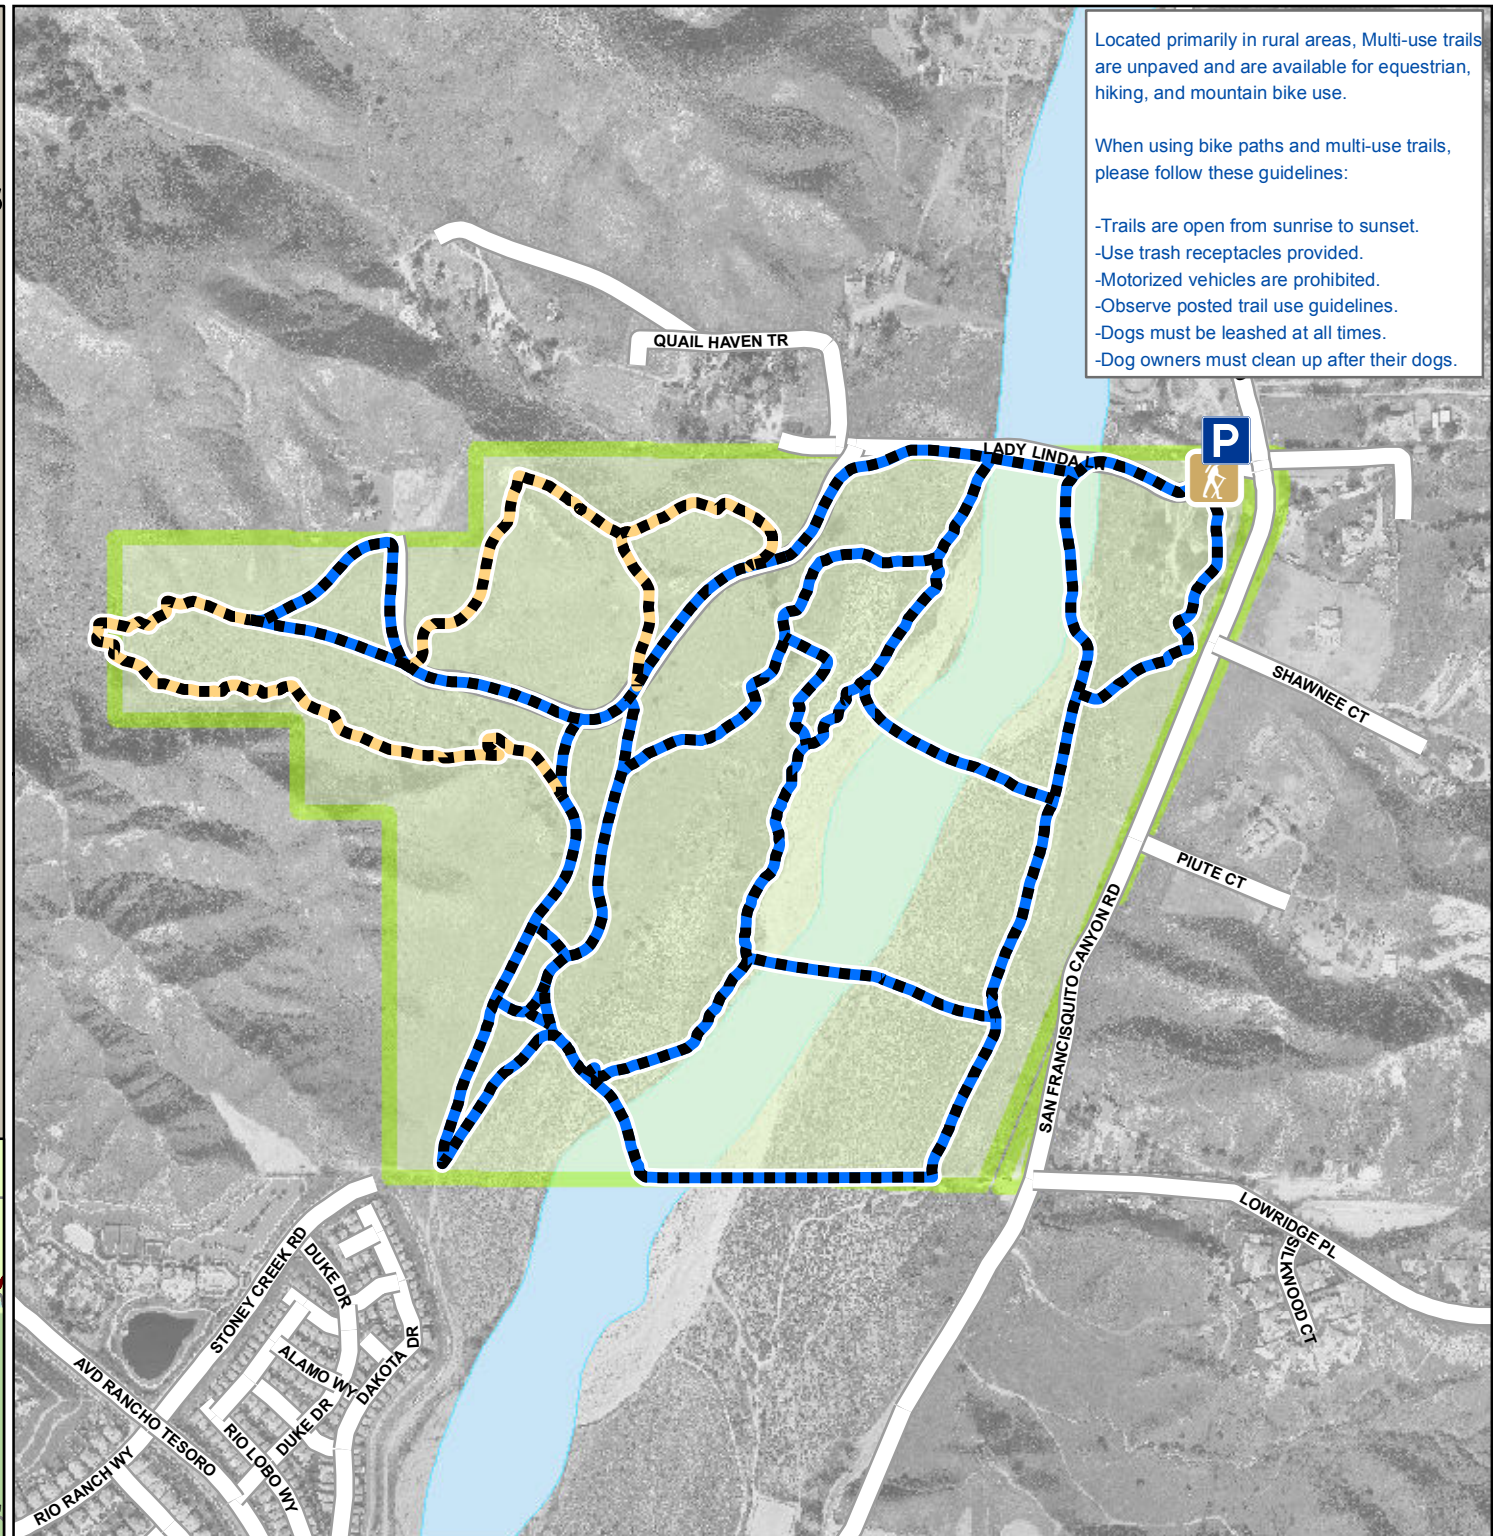 Located primarily in rural areas, Multi-use trails
are unpaved and are available for equestrian,
hiking, and mountain bike use.
When using bike paths and multi-use trails,
please follow these guidelines:
-Trails are open from sunrise to sunset.
-Use trash receptacles provided.
-Motorized vehicles are prohibited.
-Observe posted trail use guidelines.
-Dogs must be leashed at all times.
-Dog owners must clean up after their dogs.
QUAIL HAVEN TR
P
LADY LINDA LN
SHAWNEE CT
PIUTE CT
SAN FRANCISQUITO CANYON RD
LOWRIDGE PL
SILKWOOD CT
STONEY CREEK RD
DUKE DR
DAKOTA DR
ALAMO WY
DUKE DR
AVD RANCHO TESORO
RIO LOBO WY
RIO RANCH WY